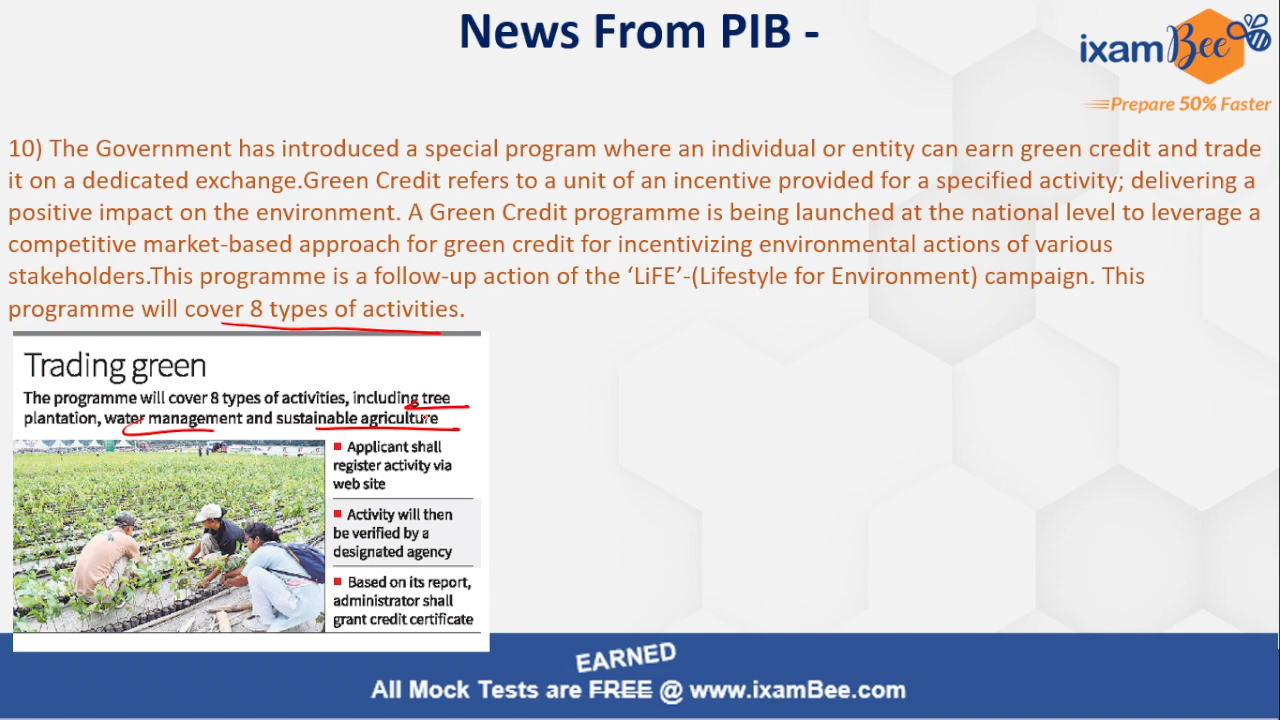 News From PIB -
ixamBee
Prepare 50% Faster
10) The Government has introduced a special program where an individual or entity can earn green credit and trade
it on a dedicated exchange.Green Credit refers to a unit of an incentive provided for a specified activity; delivering a
positive impact on the environment. A Green Credit programme is being launched at the national level to leverage a
competitive market-based approach for green credit for incentivizing environmental actions of various
stakeholders.This programme is a follow-up action of the ‘LiFE’-(Lifestyle for Environment) campaign. This
programme will cover 8 types of activities.
Trading green
The programme will cover 8 types of activities, including tree
plantation, water management and sustainable agriculture
Applicant shall
register activity via
web site
Activity will then
be verified by a
designated agency
Based on its report,
administrator shall
grant credit certificate
EARNED
All Mock Tests are FREE @ www.ixamBee.com